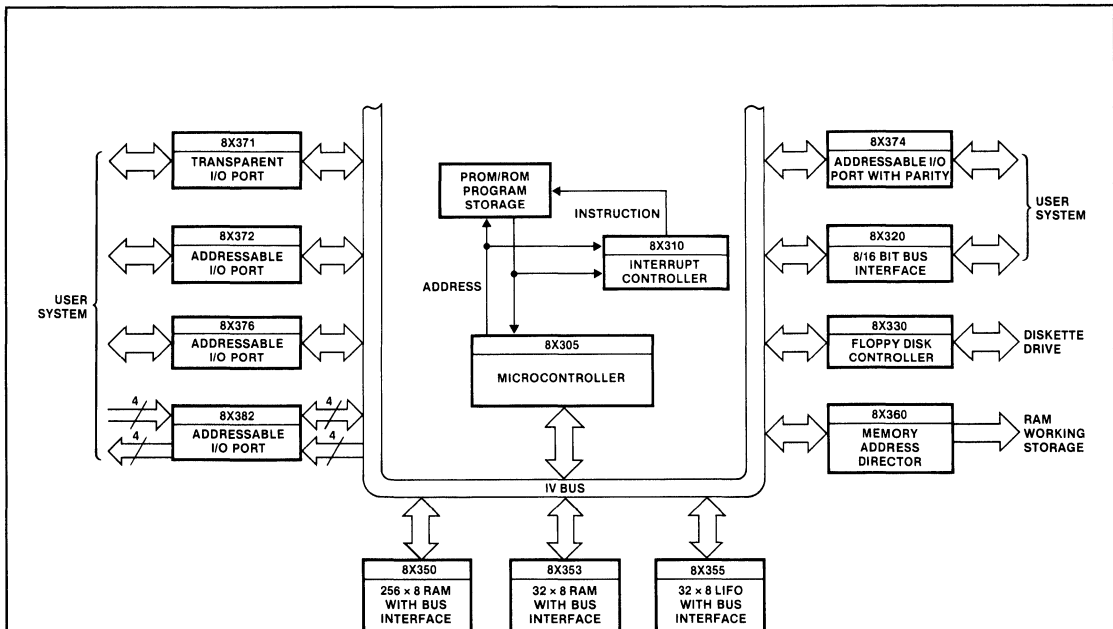 8X371
TRANSPARENT
I/O PORT
8X372
ADDRESSABLE
I/O PORT
USER
SYSTEM
8X376
ADDRESSABLE
I/O PORT
4
4
8X382
ADDRESSABLE
I/O PORT
4
4
PROM/ROM
PROGRAM
STORAGE
INSTRUCTION
8X310
INTERRUPT
CONTROLLER
ADDRESS
8X305
MICROCONTROLLER
IV BUS
8X374
ADDRESSABLE I/O
PORT WITH PARITY
USER
SYSTEM
8X320
8/16 BIT BUS
INTERFACE
8X330
FLOPPY DISK
CONTROLLER
DISKETTE
DRIVE
8X360
MEMORY
ADDRESS
DIRECTOR
RAM
WORKING
STORAGE
8X350
256 × 8 RAM
WITH BUS
INTERFACE
8X353
32 × 8 RAM
WITH BUS
INTERFACE
8X355
32 × 8 LIFO
WITH BUS
INTERFACE